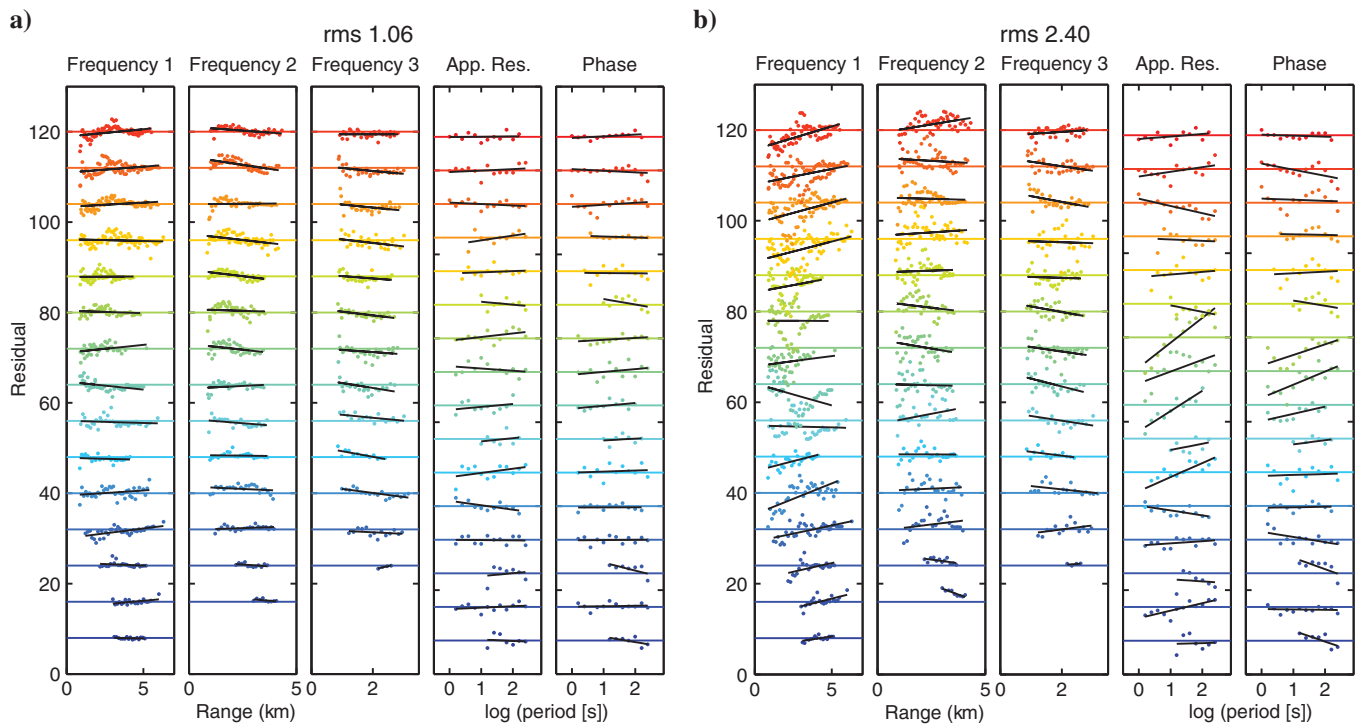 a)
rms 1.06
Frequency 1 Frequency 2 Frequency 3 App. Res. Phase
120
100
80
60
40
20
0
Residual
0 5 0 5 0 2 0 1 2 0 1 2
Range (km) log (period [s])
b)
rms 2.40
Frequency 1 Frequency 2 Frequency 3 App. Res. Phase
120
100
80
60
40
20
0
Residual
0 5 0 5 0 2 0 1 2 0 1 2
Range (km) log (period [s])